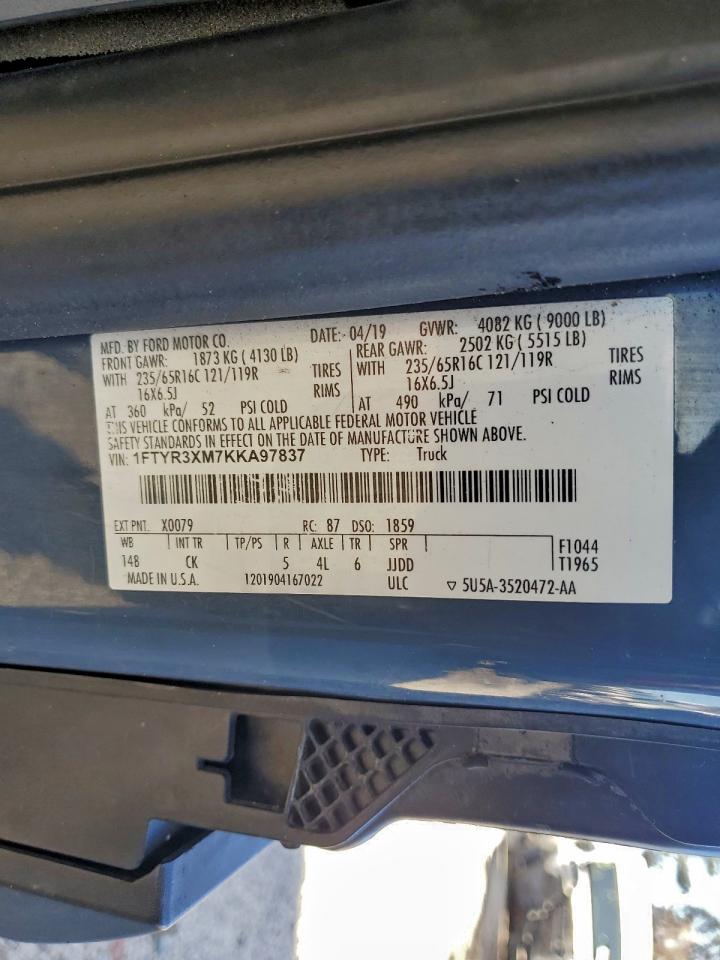 MFD. BY FORD MOTOR CO. DATE: 04/19 GVWR: 4082 KG ( 9000 LB)
FRONT GAWR: 1873 KG ( 4130 LB) REAR GAWR: 2502 KG ( 5515 LB)
WITH 235/65R16C 121/119R TIRES WITH 235/65R16C 121/119R TIRES
16X6.5J RIMS 16X6.5J RIMS
AT 360 kPa/ 52 PSI COLD AT 490 kPa/ 71 PSI COLD
THIS VEHICLE CONFORMS TO ALL APPLICABLE FEDERAL MOTOR VEHICLE
SAFETY STANDARDS IN EFFECT ON THE DATE OF MANUFACTURE SHOWN ABOVE.
VIN: 1FTYR3XM7KKA97837 TYPE: Truck
EXT PNT: X0079 RC: 87 DSO: 1859
WB INT TR TP/PS R AXLE TR SPR F1044
148 CK 5 4L 6 JJDD T1965
MADE IN U.S.A. 1201904167022 ULC ▽ 5U5A-3520472-AA